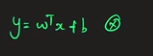 y = wᵀx + b ⊗